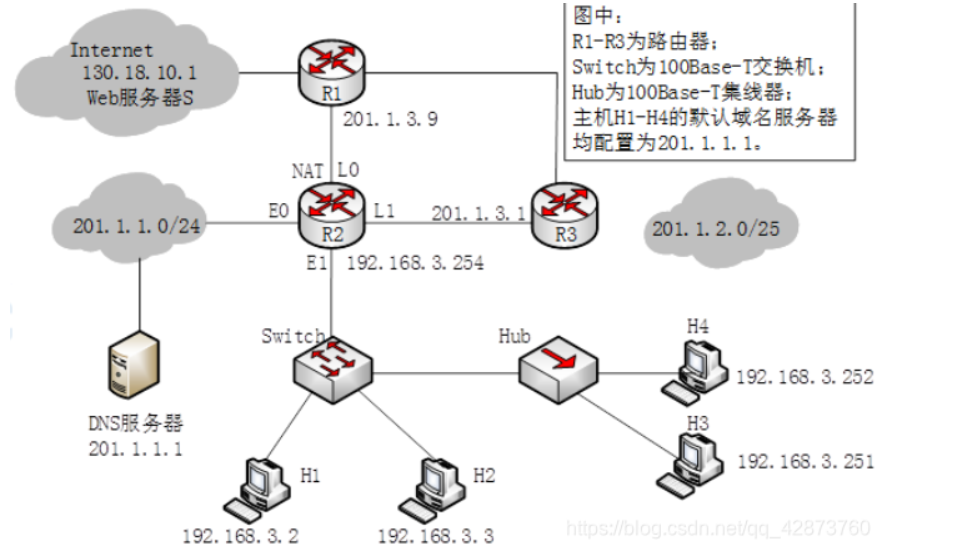 图中:
R1-R3为路由器;
Switch为100Base-T交换机;
Hub为100Base-T集线器;
主机H1-H4的默认域名服务器
均配置为201.1.1.1。
Internet
130.18.10.1
Web服务器S
R1
201.1.3.9
NAT L0
201.1.1.0/24
E0
R2
L1
201.1.3.1
R3
201.1.2.0/25
E1
192.168.3.254
Switch
Hub
H4
192.168.3.252
DNS服务器
201.1.1.1
H3
192.168.3.251
H1
192.168.3.2
H2
192.168.3.3
https://blog.csdn.net/qq_42873760